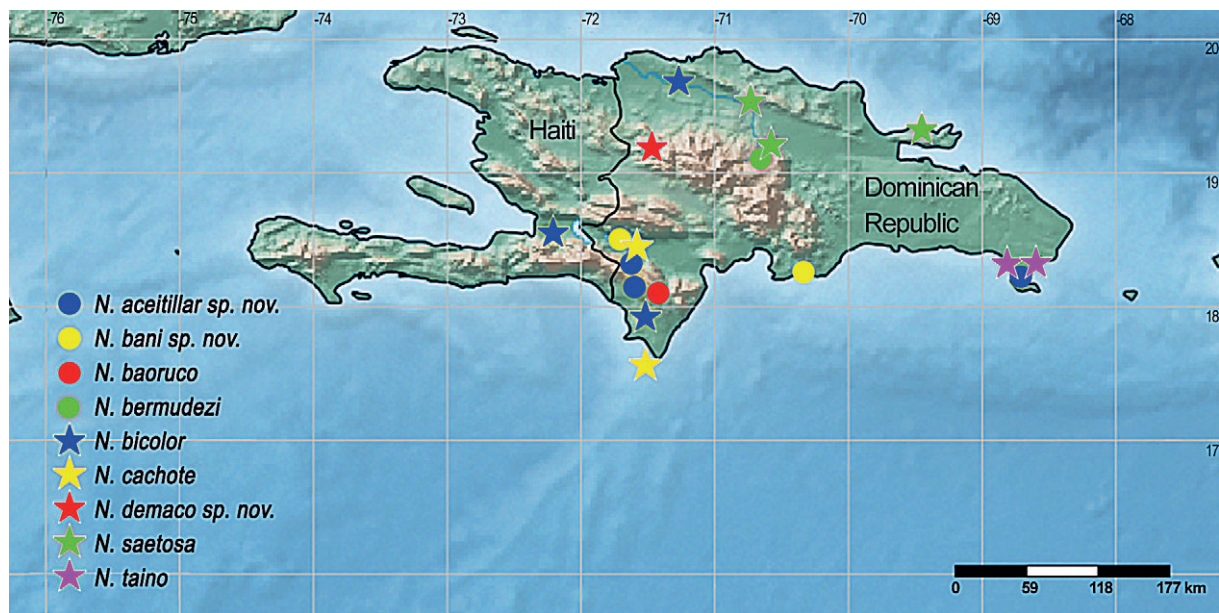 -76 -75 -74 -73 -72 -71 -70 -69 -68
20
Haiti
19
Dominican
Republic
18
N. aceitillar sp. nov.
N. bani sp. nov.
N. baoruco
N. bermudezi
N. bicolor
17
N. cachote
N. demaco sp. nov.
N. saetosa
N. taino
0 59 118 177 km